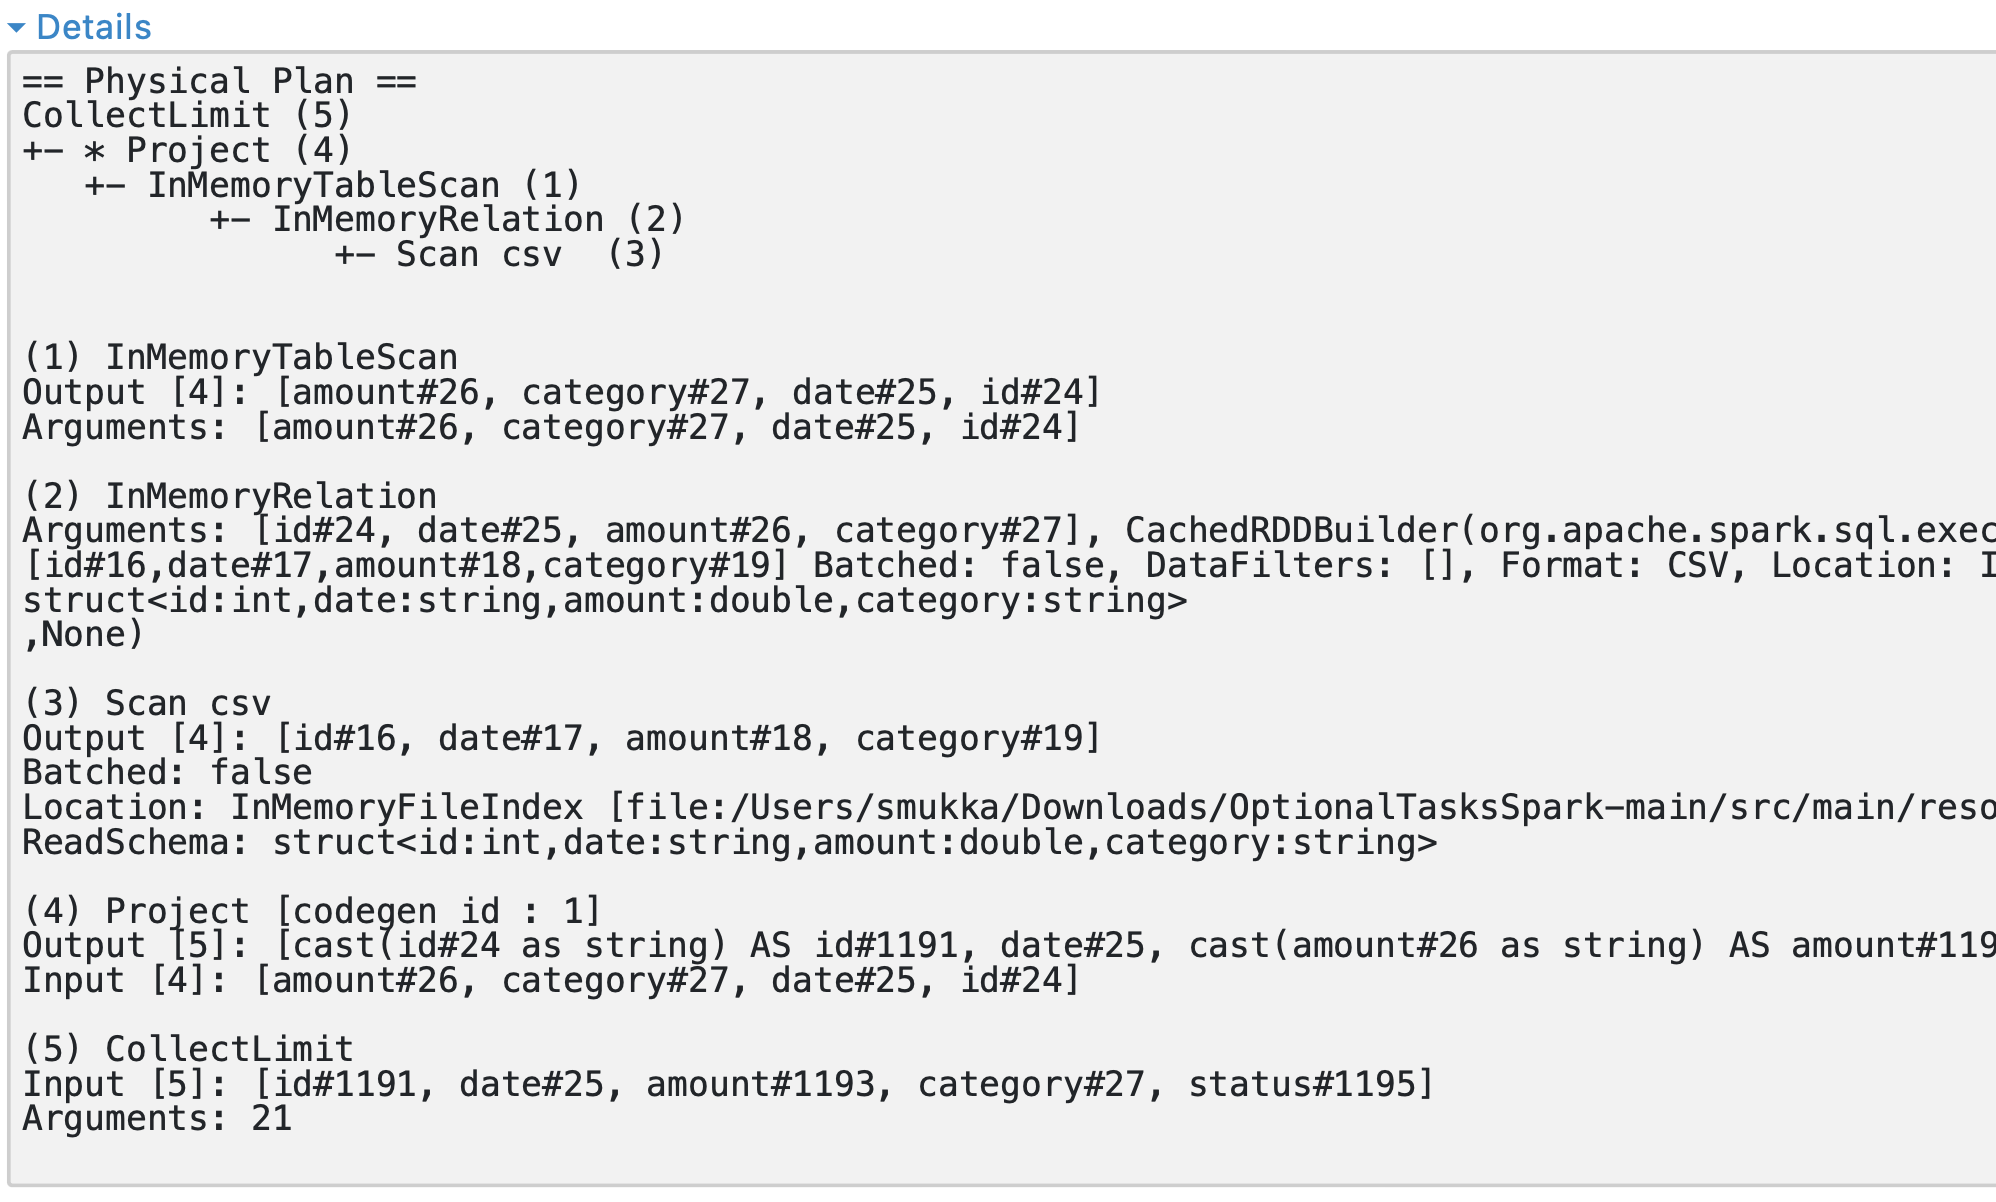 Details
== Physical Plan ==
CollectLimit (5)
+- * Project (4)
   +- InMemoryTableScan (1)
         +- InMemoryRelation (2)
               +- Scan csv  (3)
(1) InMemoryTableScan
Output [4]: [amount#26, category#27, date#25, id#24]
Arguments: [amount#26, category#27, date#25, id#24]
(2) InMemoryRelation
Arguments: [id#24, date#25, amount#26, category#27], CachedRDDBuilder(org.apache.spark.sql.exec
[id#16,date#17,amount#18,category#19] Batched: false, DataFilters: [], Format: CSV, Location: I
struct<id:int,date:string,amount:double,category:string>
,None)
(3) Scan csv
Output [4]: [id#16, date#17, amount#18, category#19]
Batched: false
Location: InMemoryFileIndex [file:/Users/smukka/Downloads/OptionalTasksSpark-main/src/main/reso
ReadSchema: struct<id:int,date:string,amount:double,category:string>
(4) Project [codegen id : 1]
Output [5]: [cast(id#24 as string) AS id#1191, date#25, cast(amount#26 as string) AS amount#119
Input [4]: [amount#26, category#27, date#25, id#24]
(5) CollectLimit
Input [5]: [id#1191, date#25, amount#1193, category#27, status#1195]
Arguments: 21